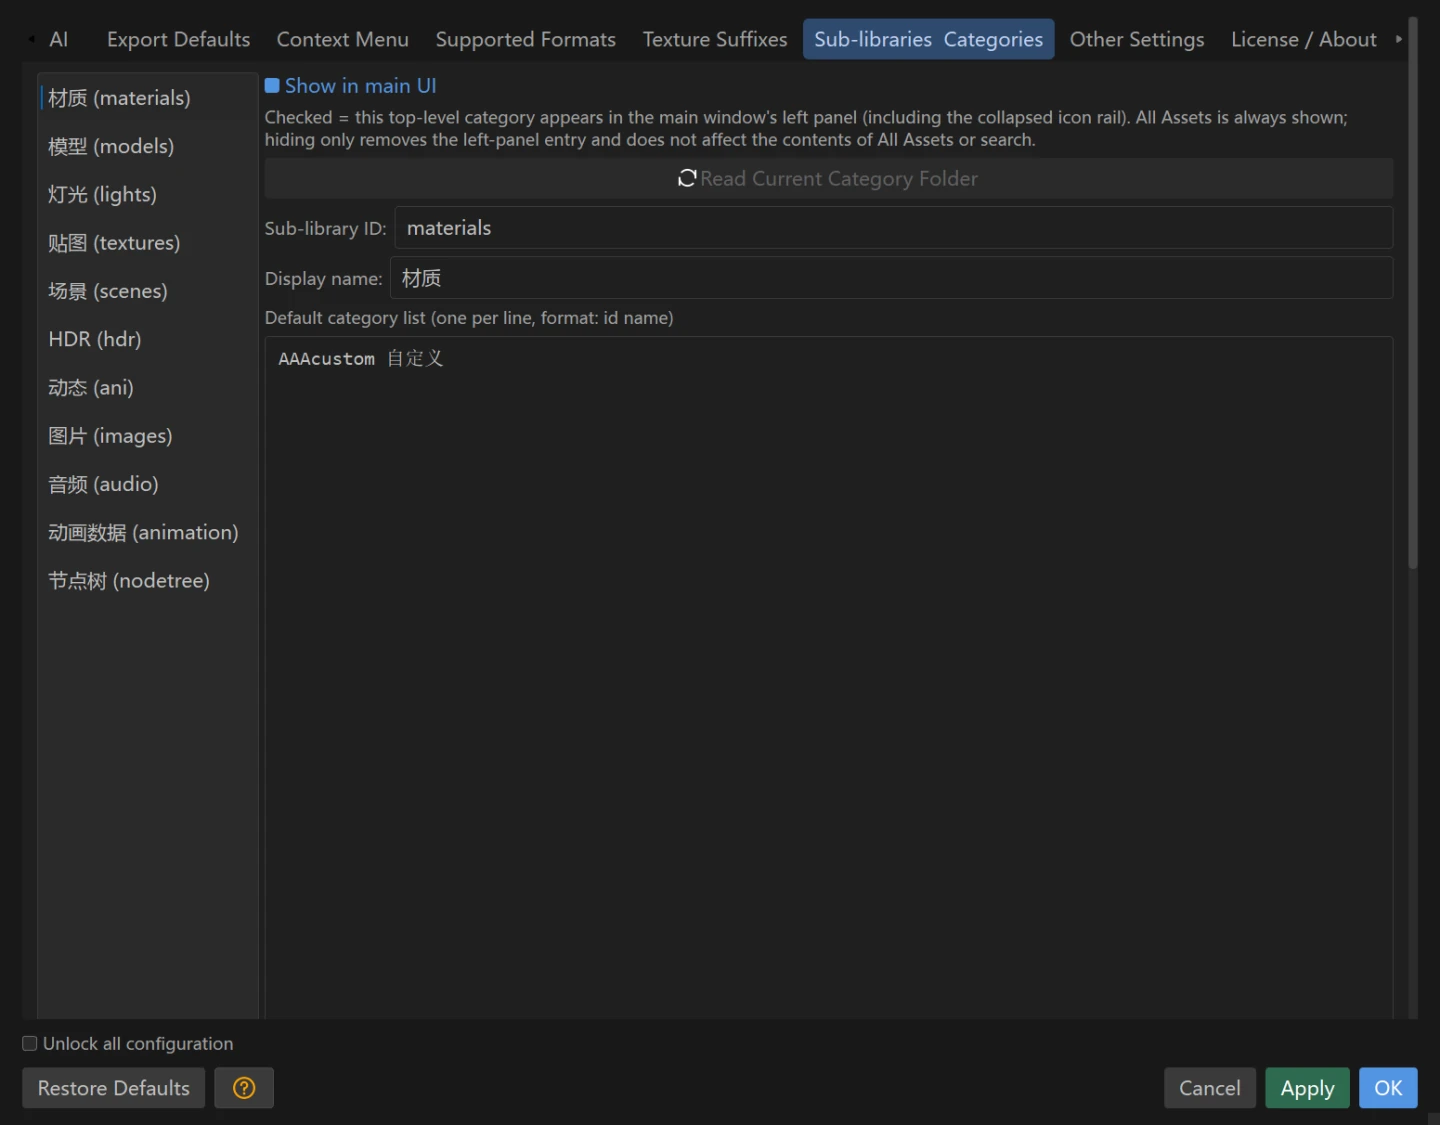 AI
Export Defaults
Context Menu
Supported Formats
Texture Suffixes
Sub-libraries Categories
Other Settings
License / About
材质 (materials)
模型 (models)
灯光 (lights)
贴图 (textures)
场景 (scenes)
HDR (hdr)
动态 (ani)
图片 (images)
音频 (audio)
动画数据 (animation)
节点树 (nodetree)
Show in main UI
Checked = this top-level category appears in the main window's left panel (including the collapsed icon rail). All Assets is always shown;
hiding only removes the left-panel entry and does not affect the contents of All Assets or search.
Read Current Category Folder
Sub-library ID: materials
Display name: 材质
Default category list (one per line, format: id name)
AAAcustom 自定义
Unlock all configuration
Restore Defaults
?
Cancel
Apply
OK